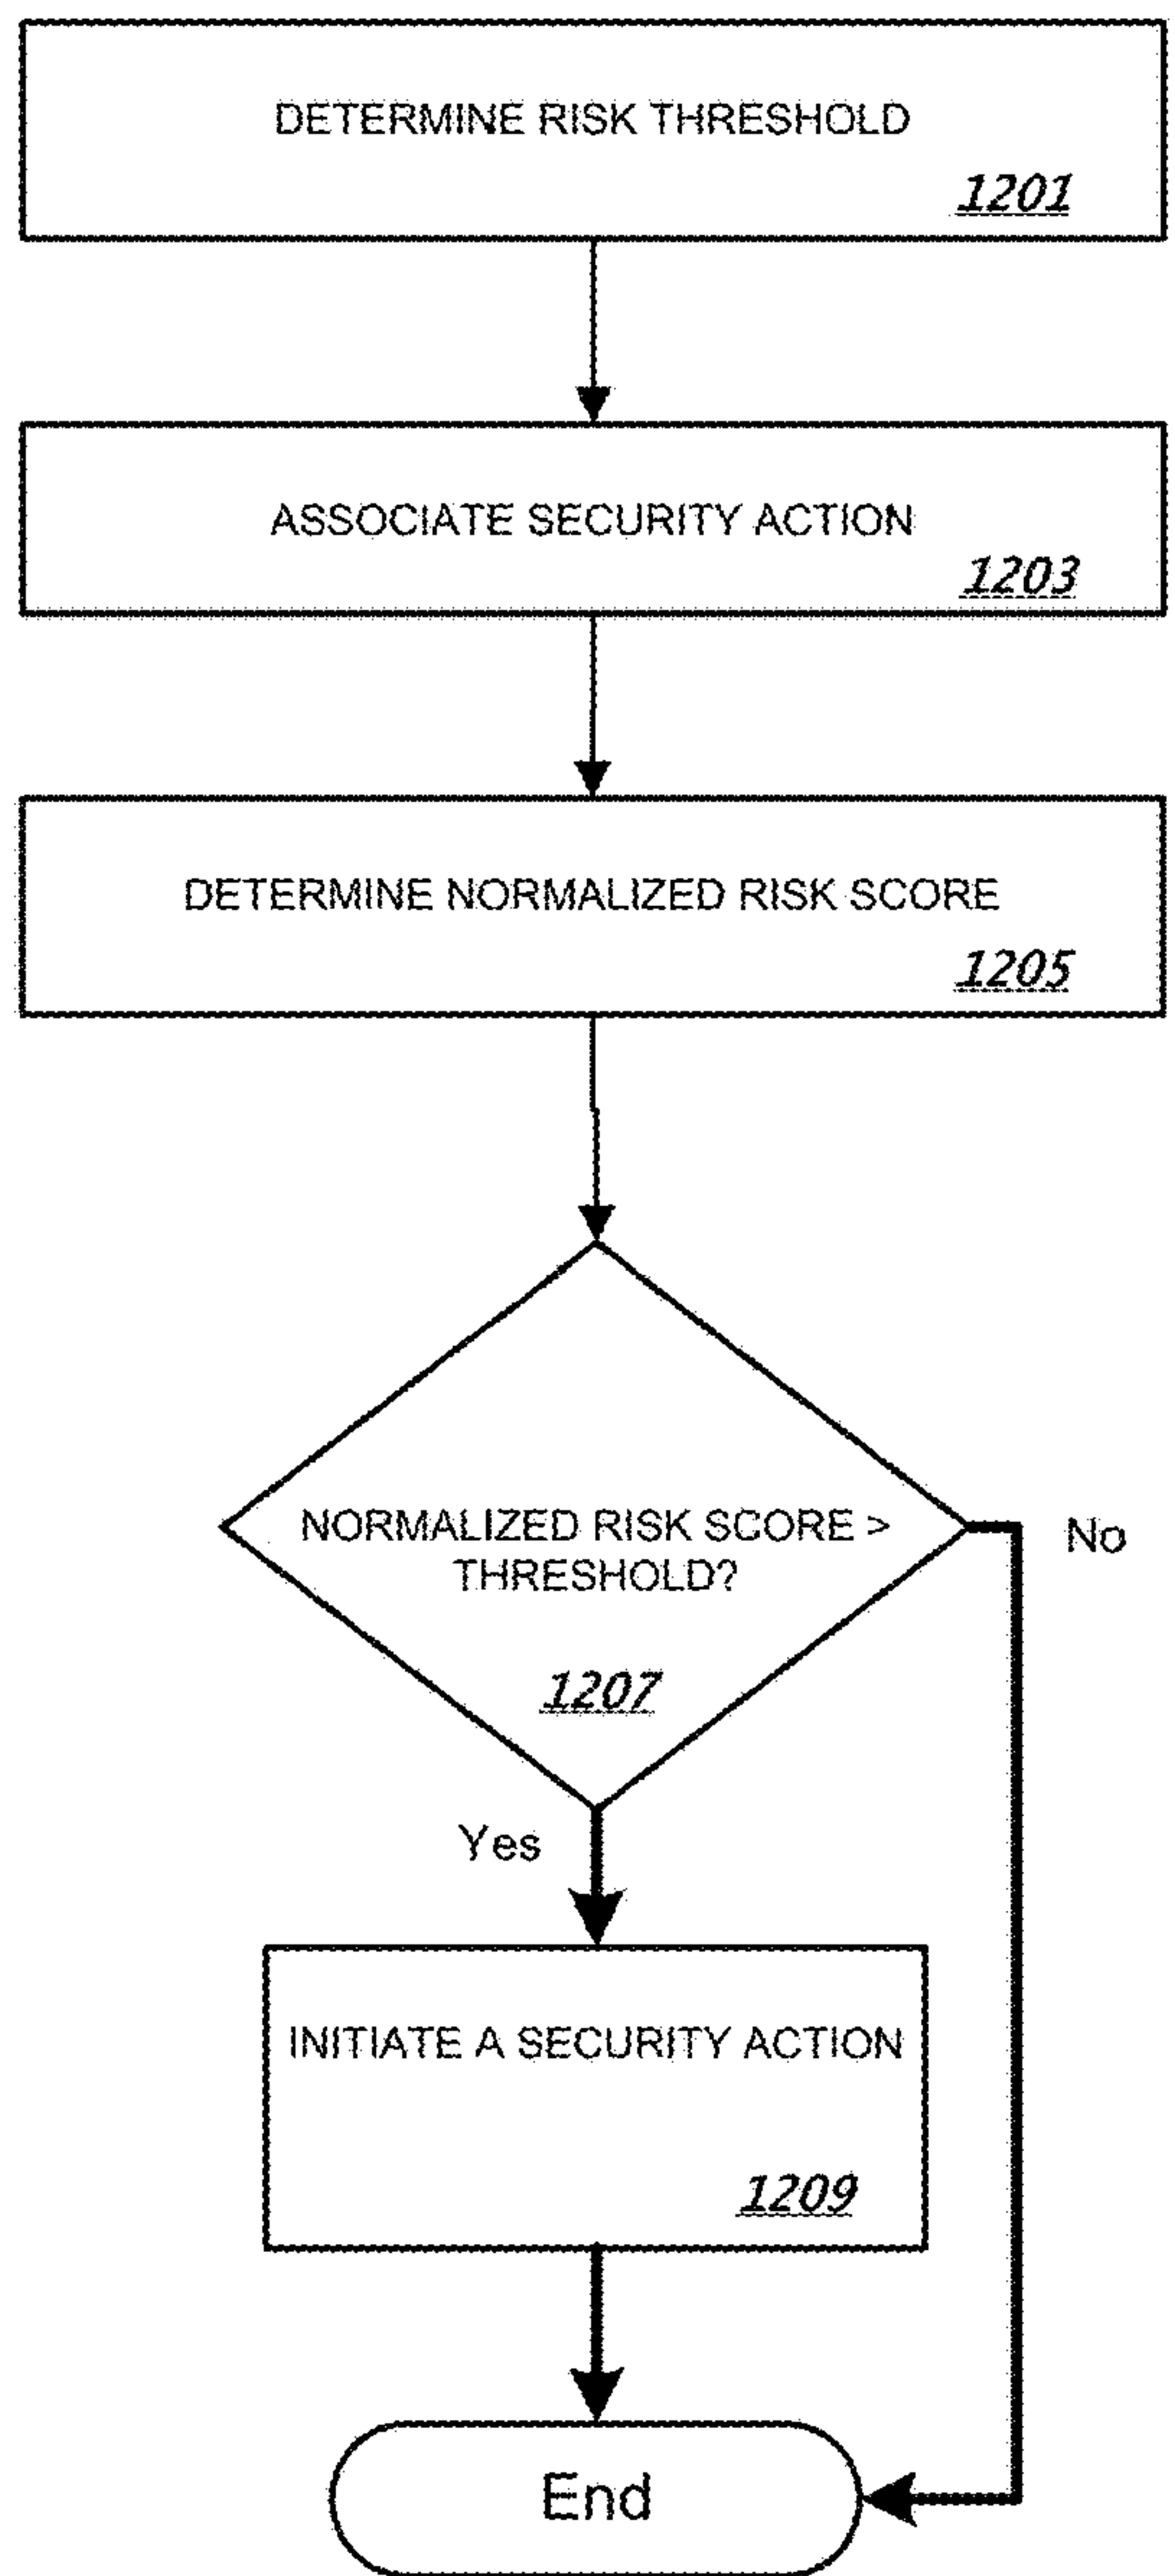 DETERMINE RISK THRESHOLD
1201
ASSOCIATE SECURITY ACTION
1203
DETERMINE NORMALIZED RISK SCORE
1205
NORMALIZED RISK SCORE >
THRESHOLD?
No
1207
Yes
INITIATE A SECURITY ACTION
1209
End